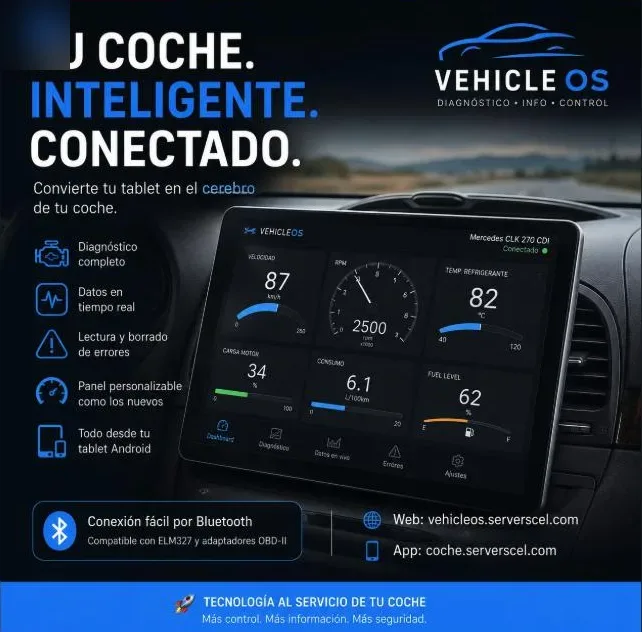 U COCHE.
INTELIGENTE.
CONECTADO.
Convierte tu tablet en el cerebro
de tu coche.
VEHICLE OS
DIAGNÓSTICO • INFO • CONTROL
Diagnóstico
completo
Datos en
tiempo real
Lectura y borrado
de errores
Panel personalizable
como los nuevos
Todo desde tu
tablet Android
VEHICLEOS
Mercedes CLK 270 CDI
Conectado
VELOCIDAD
87
km/h
0 260
RPM
2500
rpm
TEMP. REFRIGERANTE
82
°C
40 120
CARGA MOTOR
34
%
0 100
CONSUMO
6.1
L/100km
0 20
FUEL LEVEL
62
%
E F
Dashboard
Diagnóstico
Datos en vivo
Errores
Ajustes
Conexión fácil por Bluetooth
Compatible con ELM327 y adaptadores OBD-II
Web: vehicleos.serverscel.com
App: coche.serverscel.com
TECNOLOGÍA AL SERVICIO DE TU COCHE
Más control. Más información. Más seguridad.